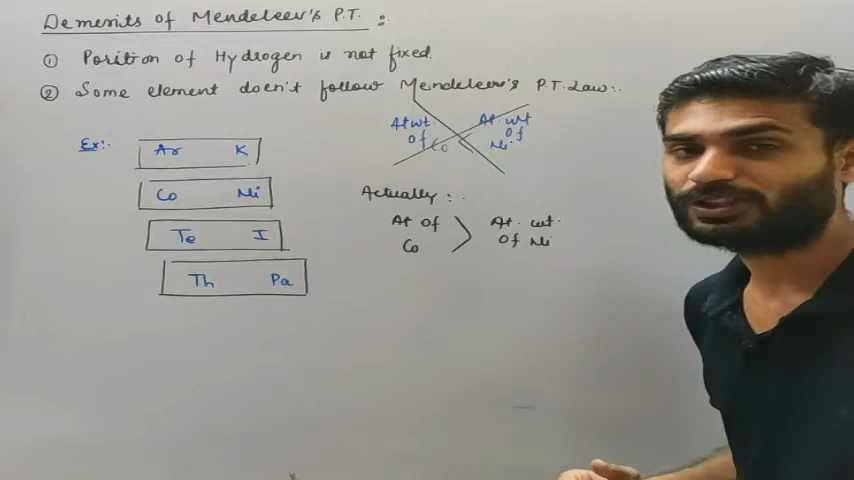 Demerits of Mendeleev's P.T. :
① Position of Hydrogen is not fixed.
② Some element doen't follow Mendeleev's P.T. Law:.
Ex:-
Ar K
Co Ni
Te I
Th Pa
At wt of Co < At. wt of Ni
Actually :-
At of Co > At. wt. of Ni